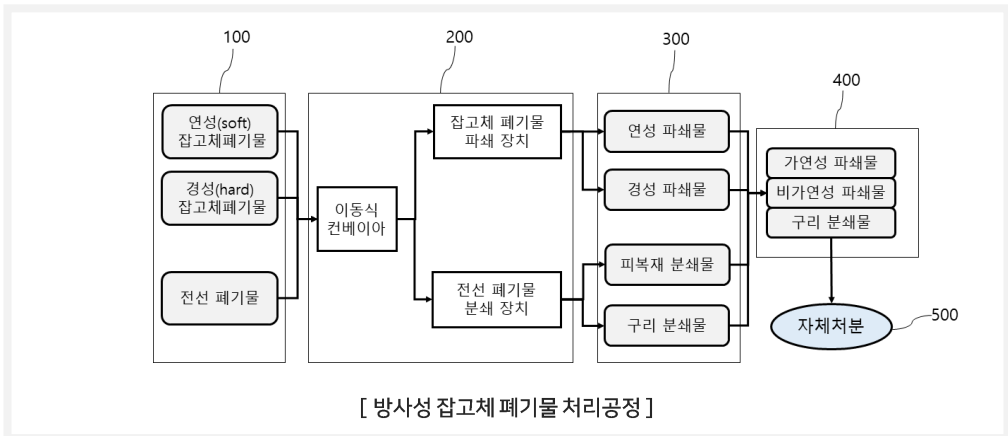 100
200
300
400
500
연성(soft)
잡고체폐기물
경성(hard)
잡고체폐기물
전선 폐기물
이동식
컨베이아
잡고체 폐기물
파쇄 장치
전선 폐기물
분쇄 장치
연성 파쇄물
경성 파쇄물
피복재 분쇄물
구리 분쇄물
가연성 파쇄물
비가연성 파쇄물
구리 분쇄물
자체처분
[ 방사성 잡고체 폐기물 처리공정 ]